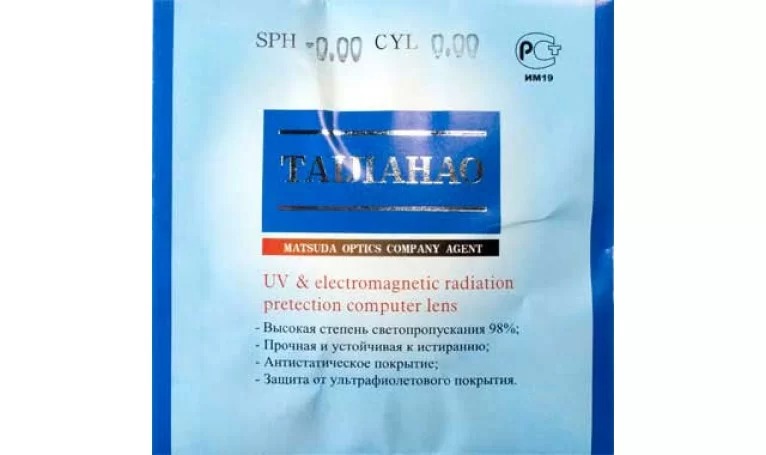 SPH -0.00 CYL 0.00
РСТ
ИМ19
TAIJIAHAO
MATSUDA OPTICS COMPANY AGENT
UV & electromagnetic radiation
pretection computer lens
- Высокая степень светопропускания 98%;
- Прочная и устойчивая к истиранию;
- Антистатическое покрытие;
- Защита от ультрафиолетового покрытия.